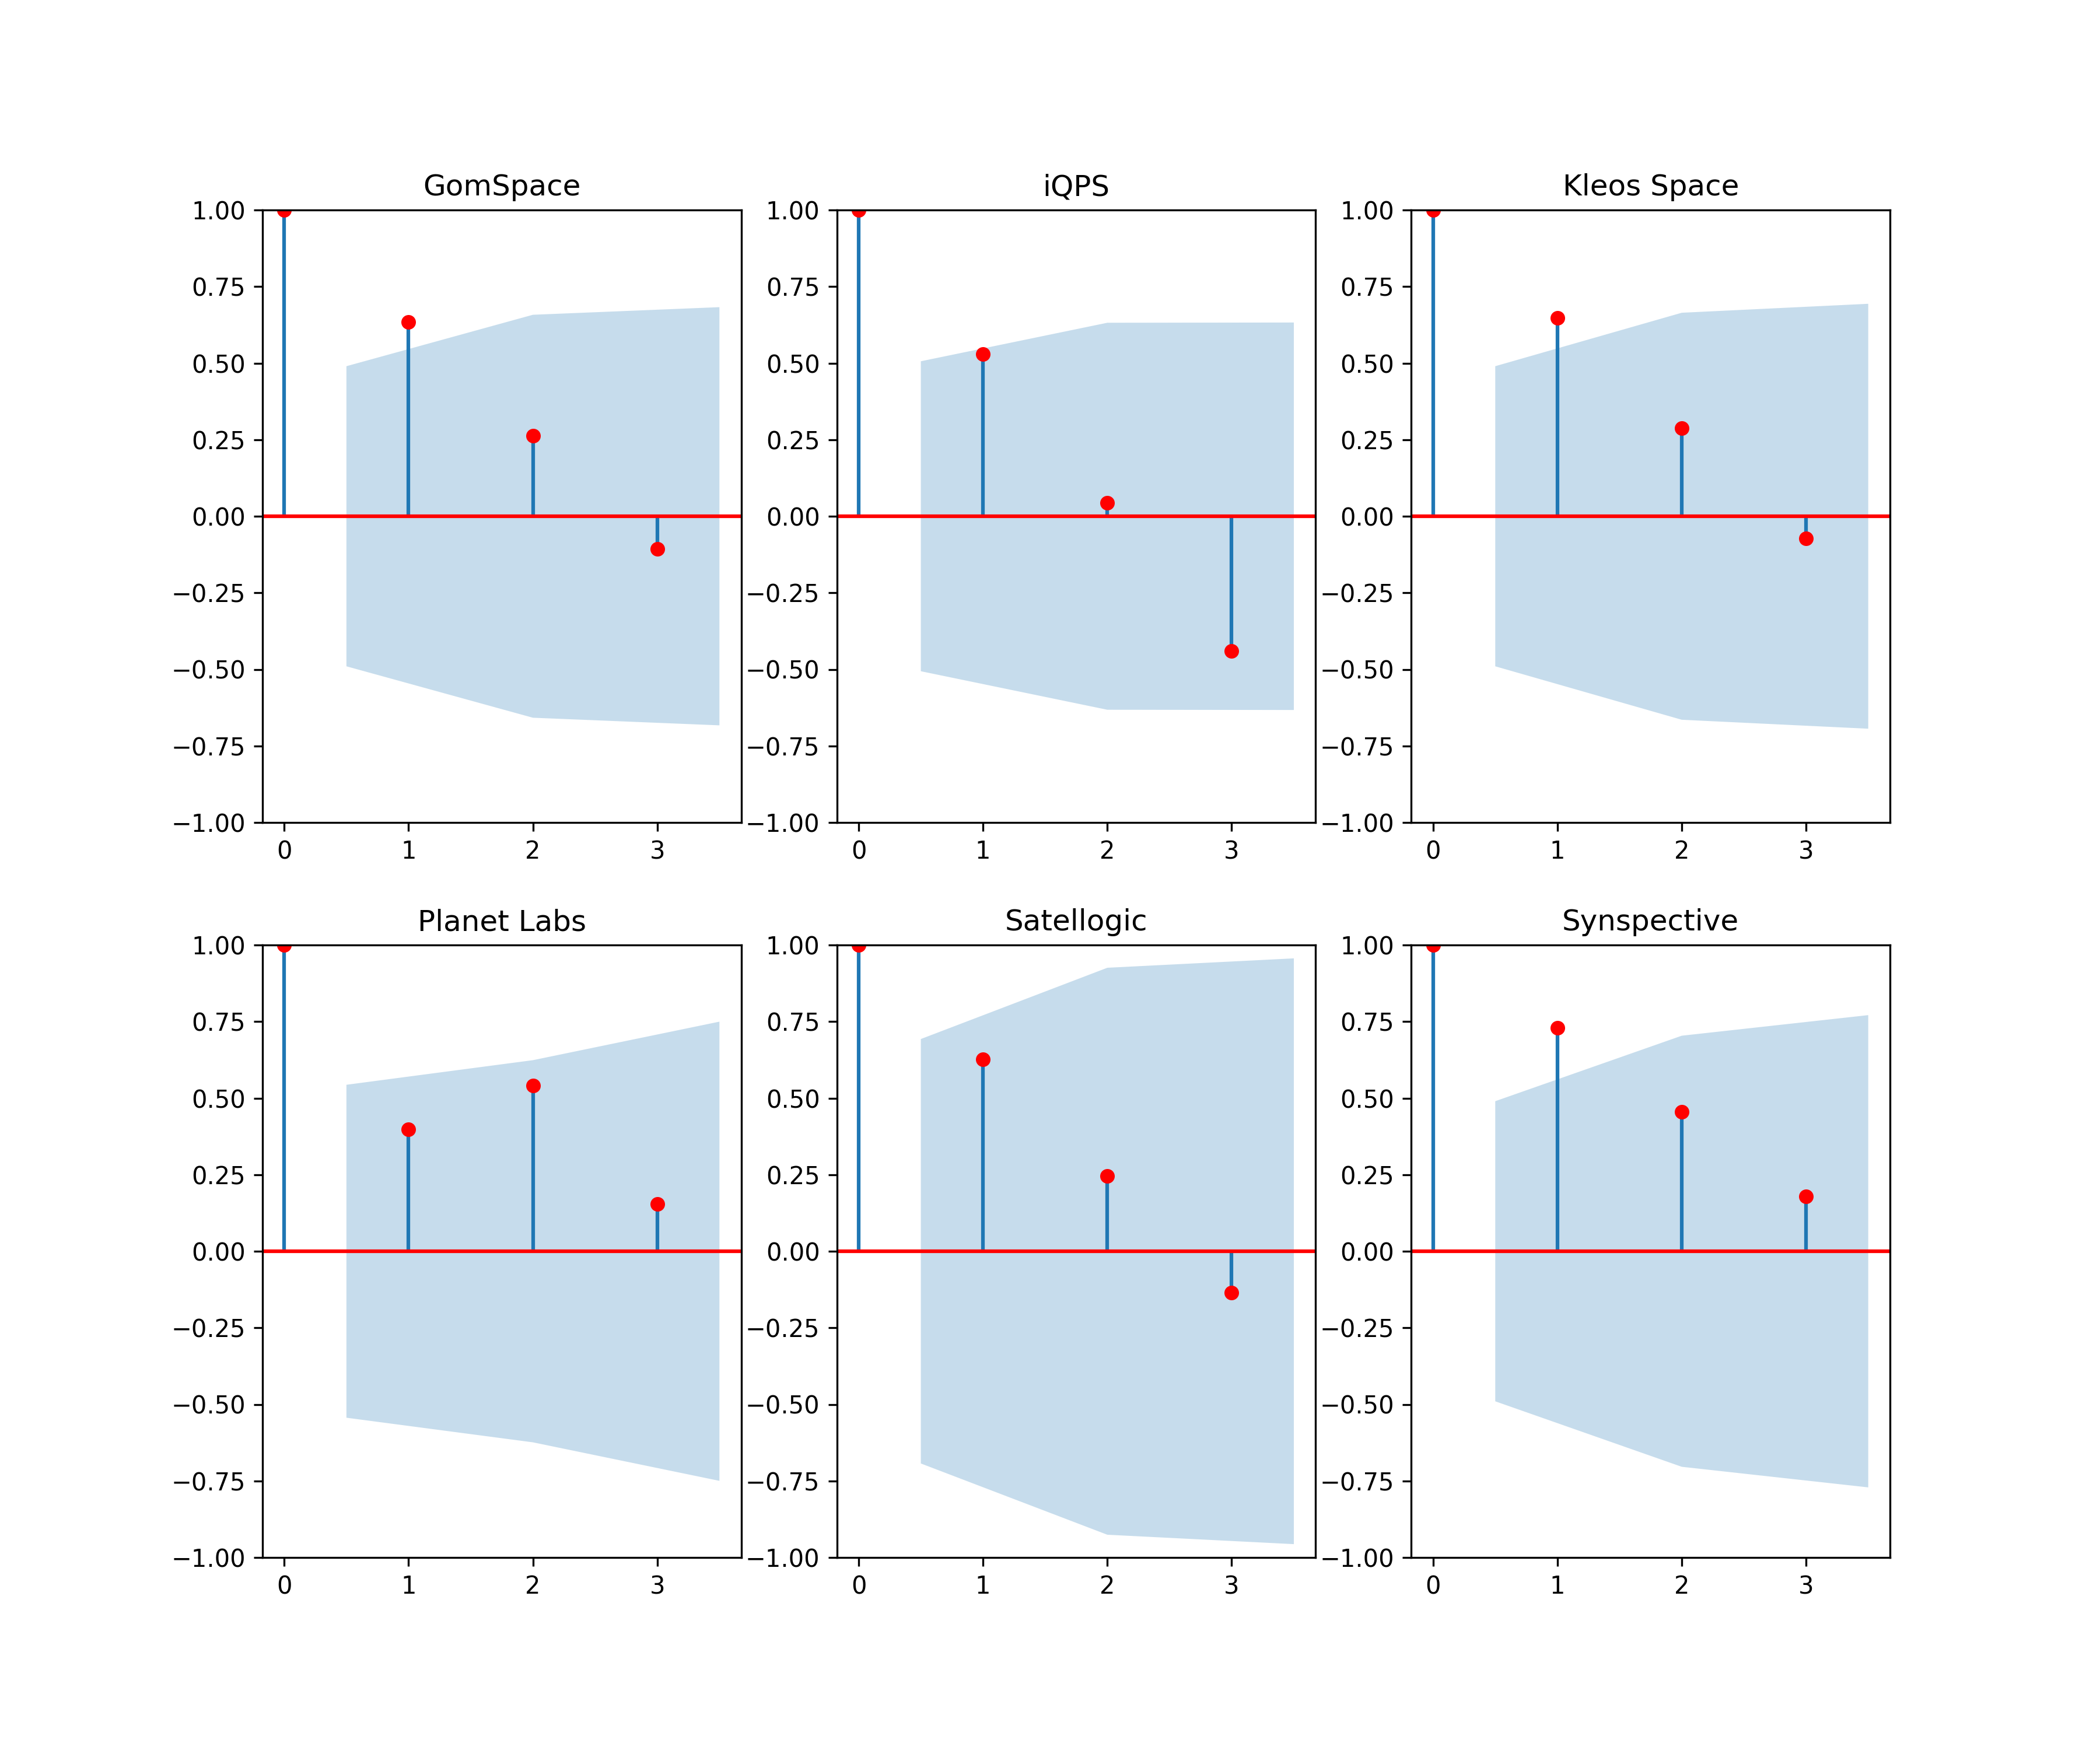 GomSpace iQPS Kleos Space
1.00 1.00 1.00
0.75 0.75 0.75
0.50 0.50 0.50
0.25 0.25 0.25
0.00 0.00 0.00
−0.25 −0.25 −0.25
−0.50 −0.50 −0.50
−0.75 −0.75 −0.75
−1.00 −1.00 −1.00
0 1 2 3 0 1 2 3 0 1 2 3
Planet Labs Satellogic Synspective
1.00 1.00 1.00
0.75 0.75 0.75
0.50 0.50 0.50
0.25 0.25 0.25
0.00 0.00 0.00
−0.25 −0.25 −0.25
−0.50 −0.50 −0.50
−0.75 −0.75 −0.75
−1.00 −1.00 −1.00
0 1 2 3 0 1 2 3 0 1 2 3